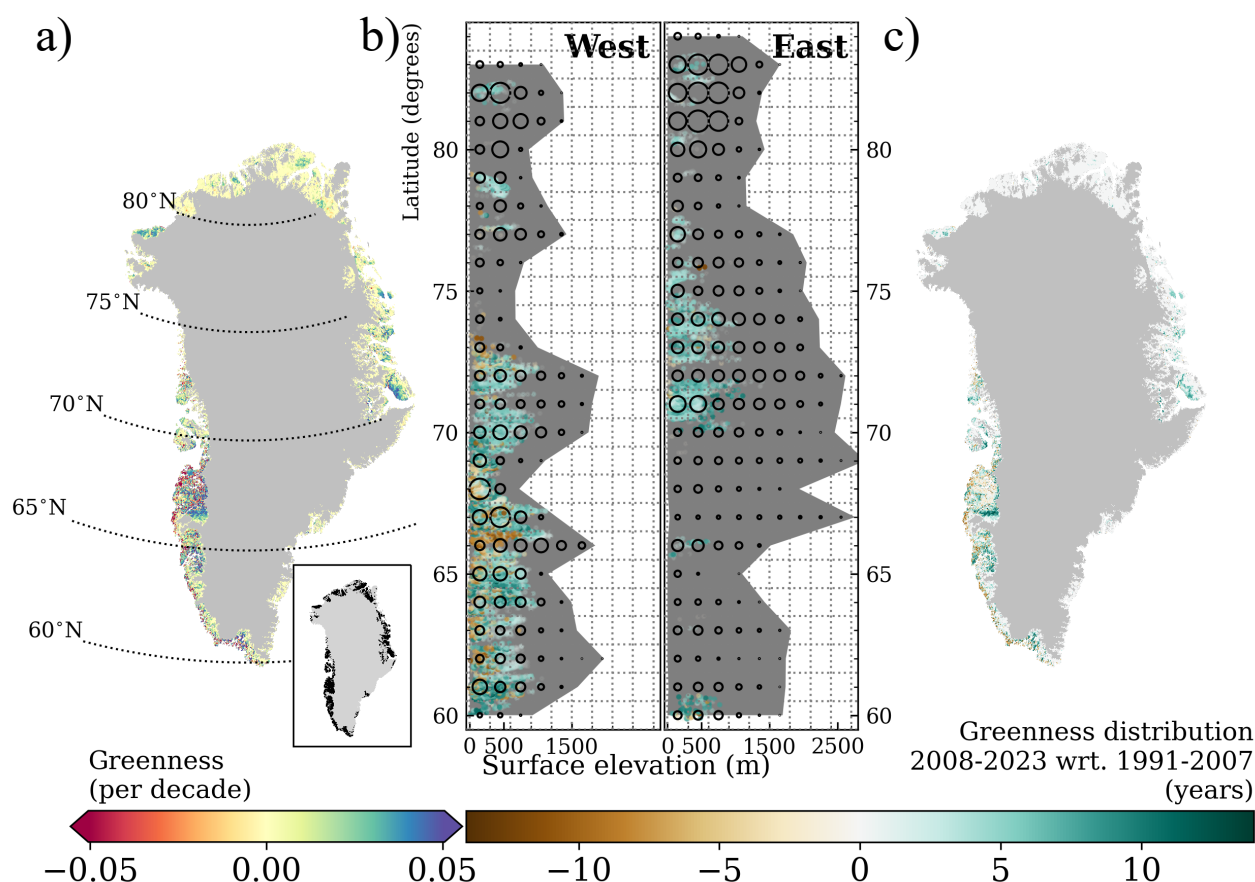 a)
b)
c)
West
East
Latitude (degrees)
80°N
75°N
70°N
65°N
60°N
80
75
70
65
60
80
75
70
65
60
0 500 1500
0 500 1500 2500
Surface elevation (m)
Greenness
(per decade)
Greenness distribution
2008-2023 wrt. 1991-2007
(years)
−0.05 0.00 0.05
−10 −5 0 5 10